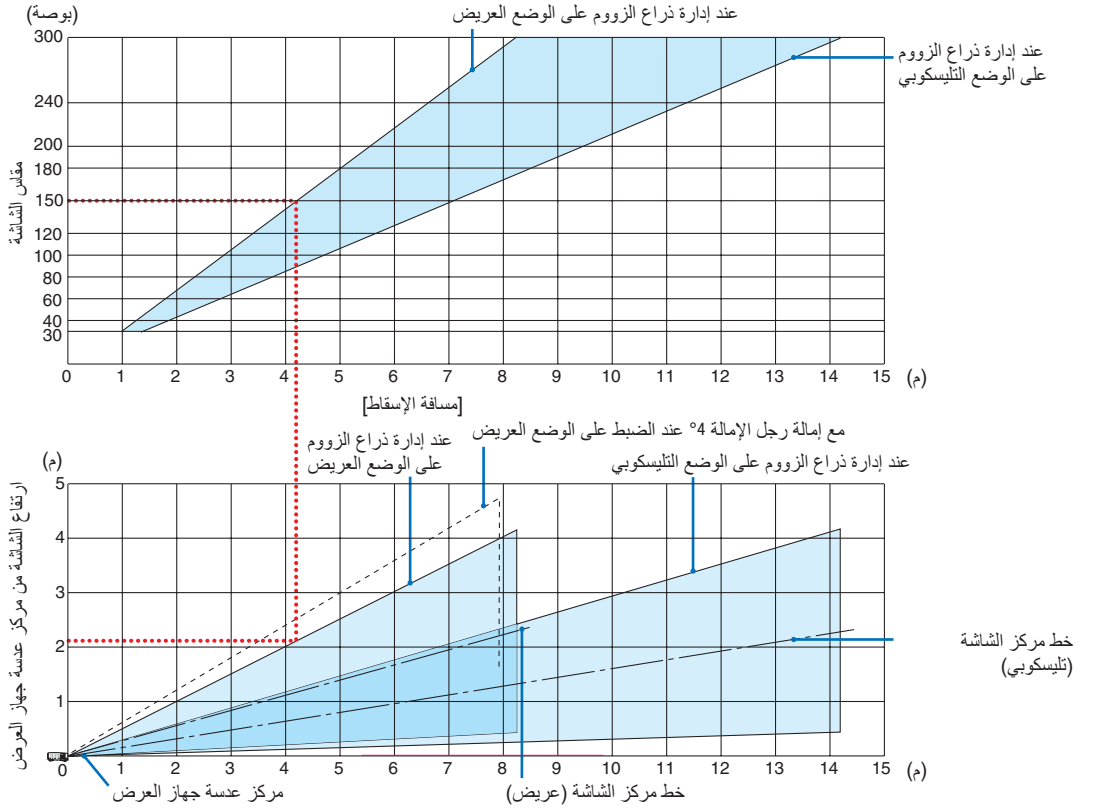 عند إدارة ذراع الزووم على الوضع العريض
(بوصة)
عند إدارة ذراع الزووم
على الوضع التليسكوبي
300
240
200
180
150
120
100
80
60
40
30
مقاس الشاشة
0 1 2 3 4 5 6 7 8 9 10 11 12 13 14 15 (م)
[مسافة الإسقاط]
مع إمالة رجل الإمالة 4° عند الضبط على الوضع العريض
عند إدارة ذراع الزووم
على الوضع العريض
عند إدارة ذراع الزووم على الوضع التليسكوبي
(م)
5
4
3
2
1
ارتفاع الشاشة من مركز عدسة جهاز العرض
خط مركز الشاشة
(تليسكوبي)
0 1 2 3 4 5 6 7 8 9 10 11 12 13 14 15 (م)
خط مركز الشاشة (عريض)
مركز عدسة جهاز العرض